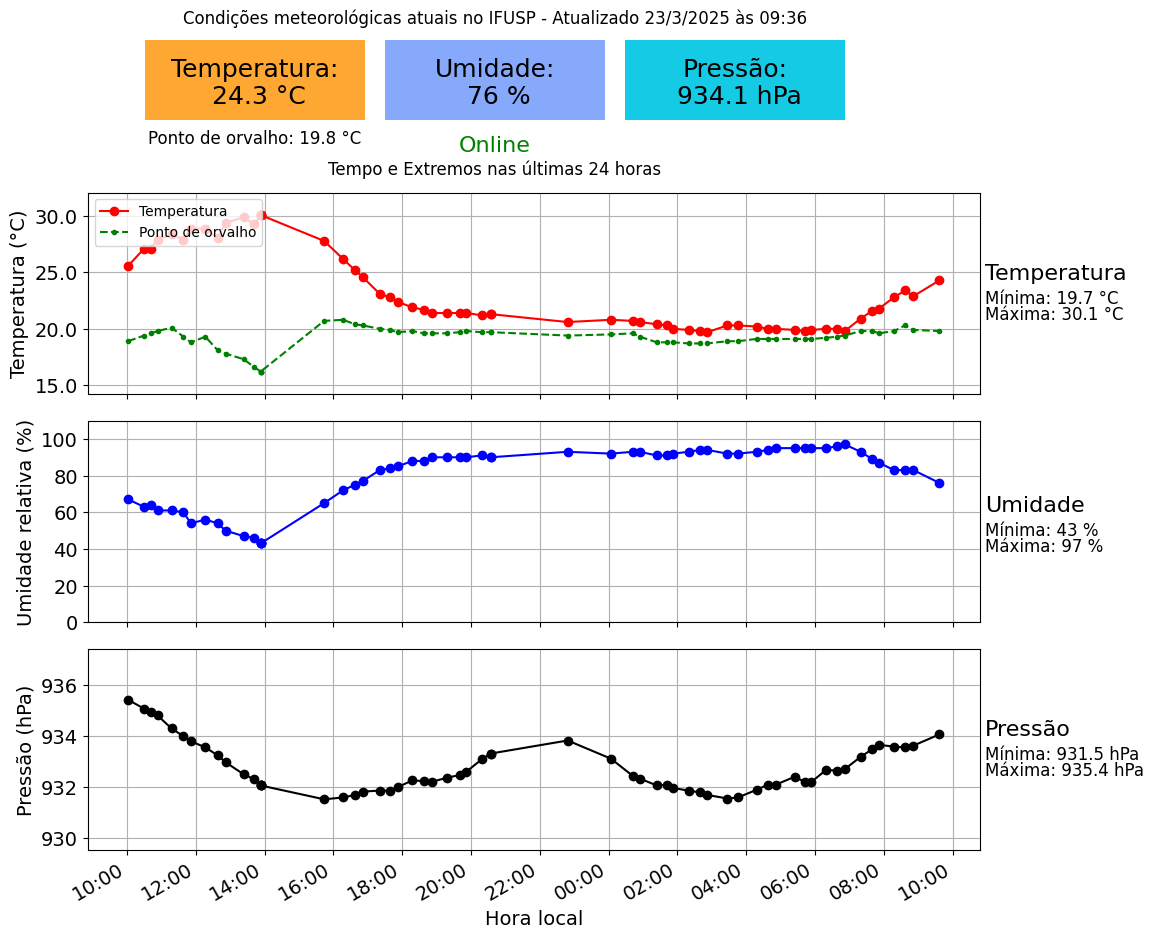 Condições meteorológicas atuais no IFUSP - Atualizado 23/3/2025 às 09:36
Temperatura:
24.3 °C
Umidade:
76 %
Pressão:
934.1 hPa
Ponto de orvalho: 19.8 °C
Online
Tempo e Extremos nas últimas 24 horas
Temperatura (°C)
30.0
25.0
20.0
15.0
Temperatura
Ponto de orvalho
Temperatura
Mínima: 19.7 °C
Máxima: 30.1 °C
Umidade relativa (%)
100
80
60
40
20
0
Umidade
Mínima: 43 %
Máxima: 97 %
Pressão (hPa)
936
934
932
930
Pressão
Mínima: 931.5 hPa
Máxima: 935.4 hPa
10:00 12:00 14:00 16:00 18:00 20:00 22:00 00:00 02:00 04:00 06:00 08:00 10:00
Hora local